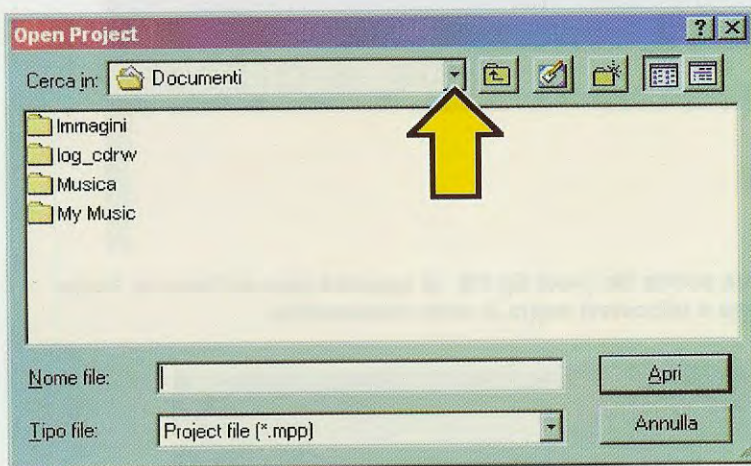 Open Project
Cerca in: Documenti
Immagini
log_cdrw
Musica
My Music
Nome file: Apri
Tipo file: Project file (*.mpp) Annulla